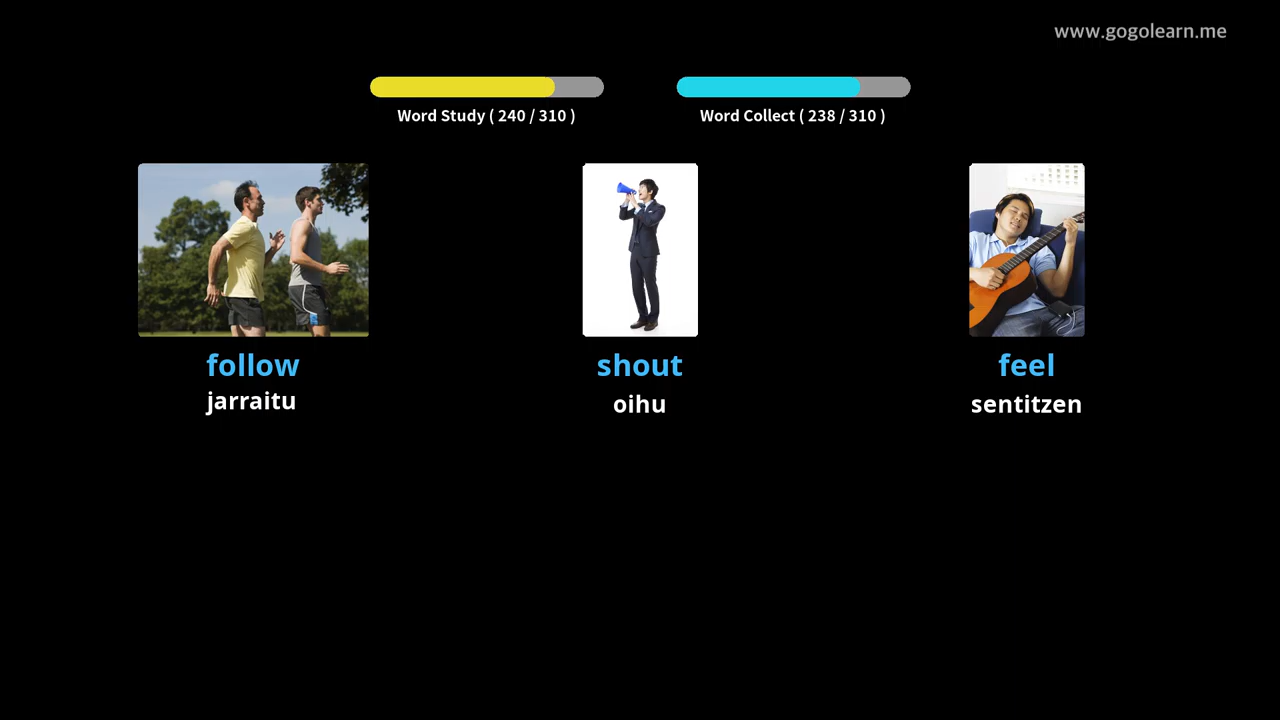 www.gogolearn.me
Word Study ( 240 / 310 )
Word Collect ( 238 / 310 )
follow
jarraitu
shout
oihu
feel
sentitzen